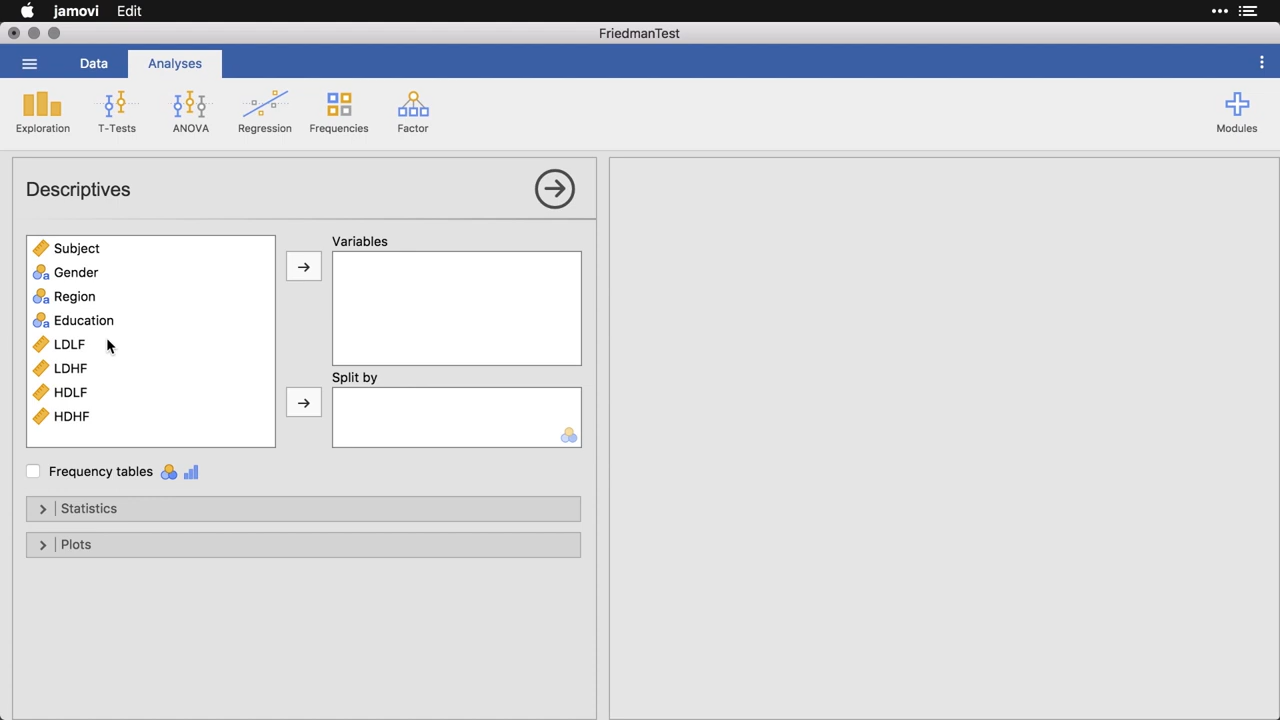 jamovi Edit
FriedmanTest
Data Analyses
Exploration T-Tests ANOVA Regression Frequencies Factor Modules
Descriptives
Subject
Gender
Region
Education
LDLF
LDHF
HDLF
HDHF
Variables
Split by
Frequency tables
Statistics
Plots